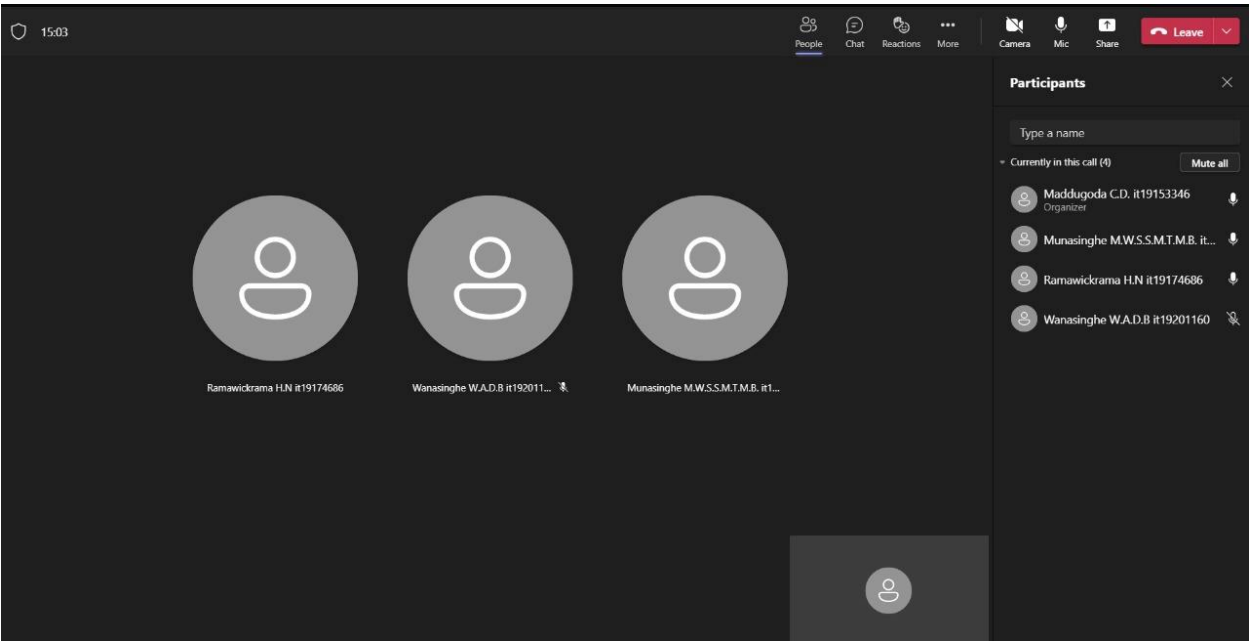 15:03
People Chat Reactions More Camera Mic Share Leave
Participants
Type a name
Currently in this call (4) Mute all
Maddugoda C.D. it19153346
Organizer
Munasinghe M.W.S.S.M.T.M.B. it...
Ramawickrama H.N it19174686
Wanasinghe W.A.D.B it19201160
Ramawickrama H.N it19174686
Wanasinghe W.A.D.B it192011...
Munasinghe M.W.S.S.M.T.M.B. it1...